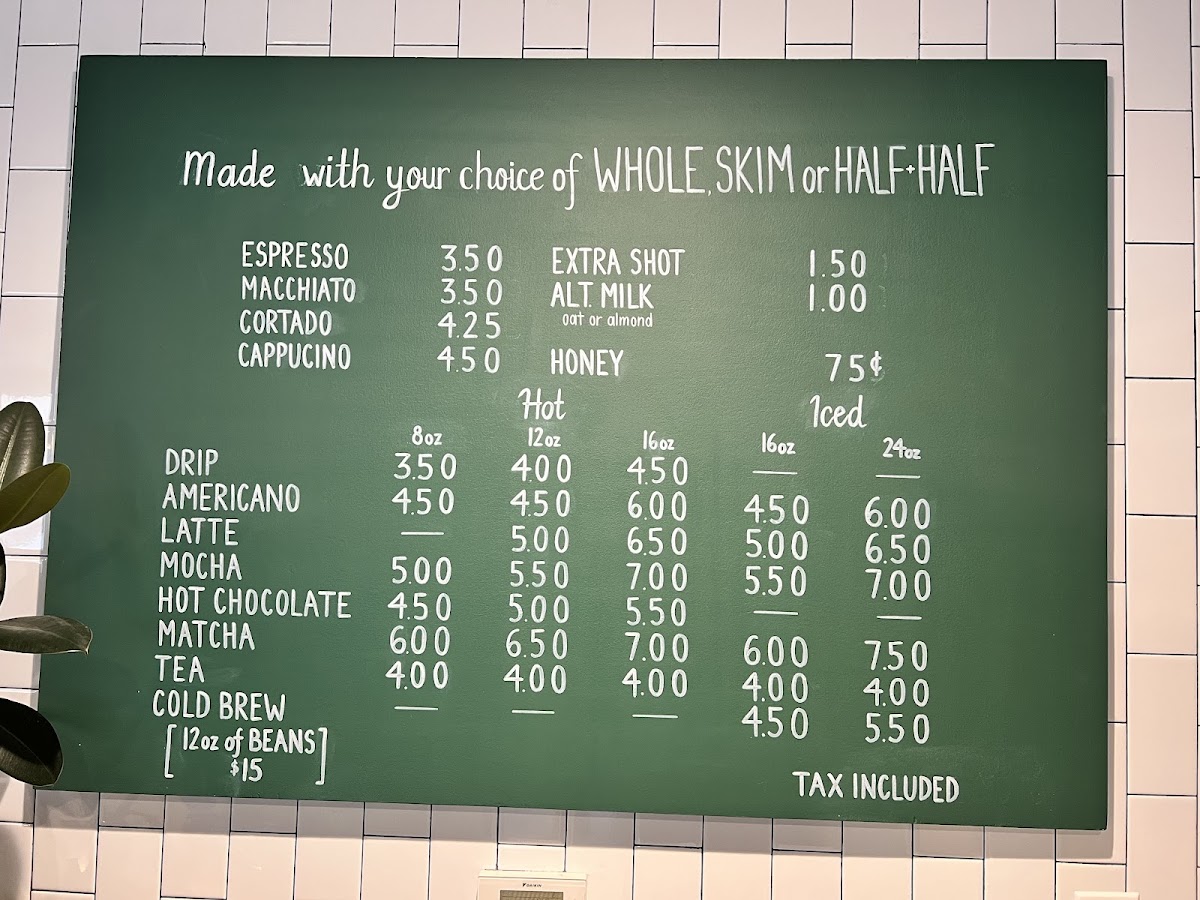 Made with your choice of WHOLE, SKIM or HALF+HALF
ESPRESSO 3.50 EXTRA SHOT 1.50
MACCHIATO 3.50 ALT. MILK 1.00
oat or almond
CORTADO 4.25
CAPPUCINO 4.50 HONEY 75¢
Hot Iced
8oz 12oz 16oz 16oz 24oz
DRIP 3.50 4.00 4.50 — —
AMERICANO 4.50 4.50 6.00 4.50 6.00
LATTE — 5.00 6.50 5.00 6.50
MOCHA 5.00 5.50 7.00 5.50 7.00
HOT CHOCOLATE 4.50 5.00 5.50 — —
MATCHA 6.00 6.50 7.00 6.00 7.50
TEA 4.00 4.00 4.00 4.00 4.00
COLD BREW — — — 4.50 5.50
[12oz of BEANS]
$15
TAX INCLUDED
DAIKIN